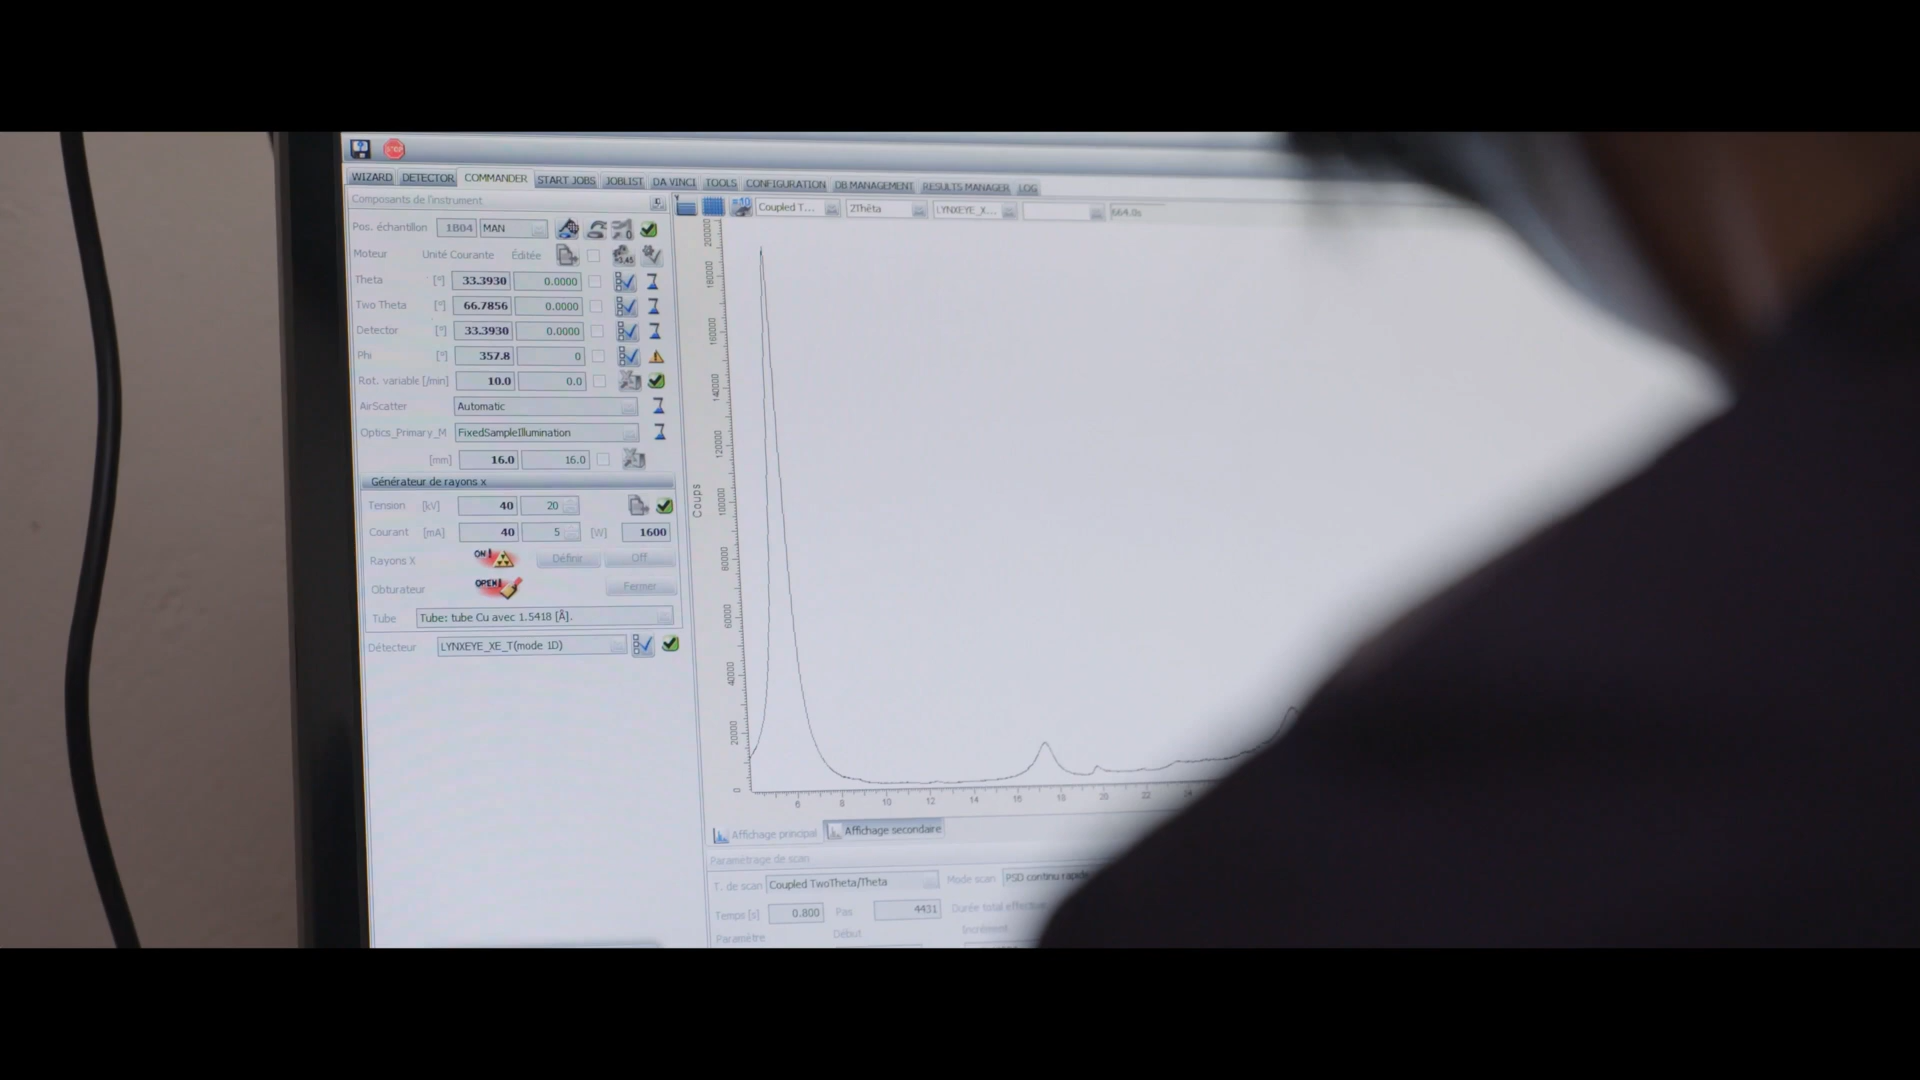 STOP
WIZARD DETECTOR COMMANDER START JOBS JOBLIST DA VINCI TOOLS CONFIGURATION DB MANAGEMENT RESULTS MANAGER LOG
Composants de l'instrument
Coupled T... 2Théta LYNXEYE_X... 664.0s
Pos. échantillon 1B04 MAN
Moteur Unité Courante Éditée
Theta [°] 33.3930 0.0000
Two Theta [°] 66.7856 0.0000
Detector [°] 33.3930 0.0000
Phi [°] 357.8 0
Rot. variable [/min] 10.0 0.0
AirScatter Automatic
Optics_Primary_M FixedSampleIllumination
[mm] 16.0 16.0
Générateur de rayons x
Tension [kV] 40 20
Courant [mA] 40 5 [W] 1600
Rayons X ON! Définir Off
Obturateur OPEN! Fermer
Tube Tube: tube Cu avec 1.5418 [Å].
Détecteur LYNXEYE_XE_T(mode 1D)
Coups
200000
180000
160000
140000
120000
100000
80000
60000
40000
20000
0
6 8 10 12 14 16 18 20 22 24
Affichage principal Affichage secondaire
Paramétrage de scan
T. de scan Coupled TwoTheta/Theta Mode scan PSD continu rapide
Temps [s] 0.800 Pas 4431 Durée total effective
Paramètre Début Incrément